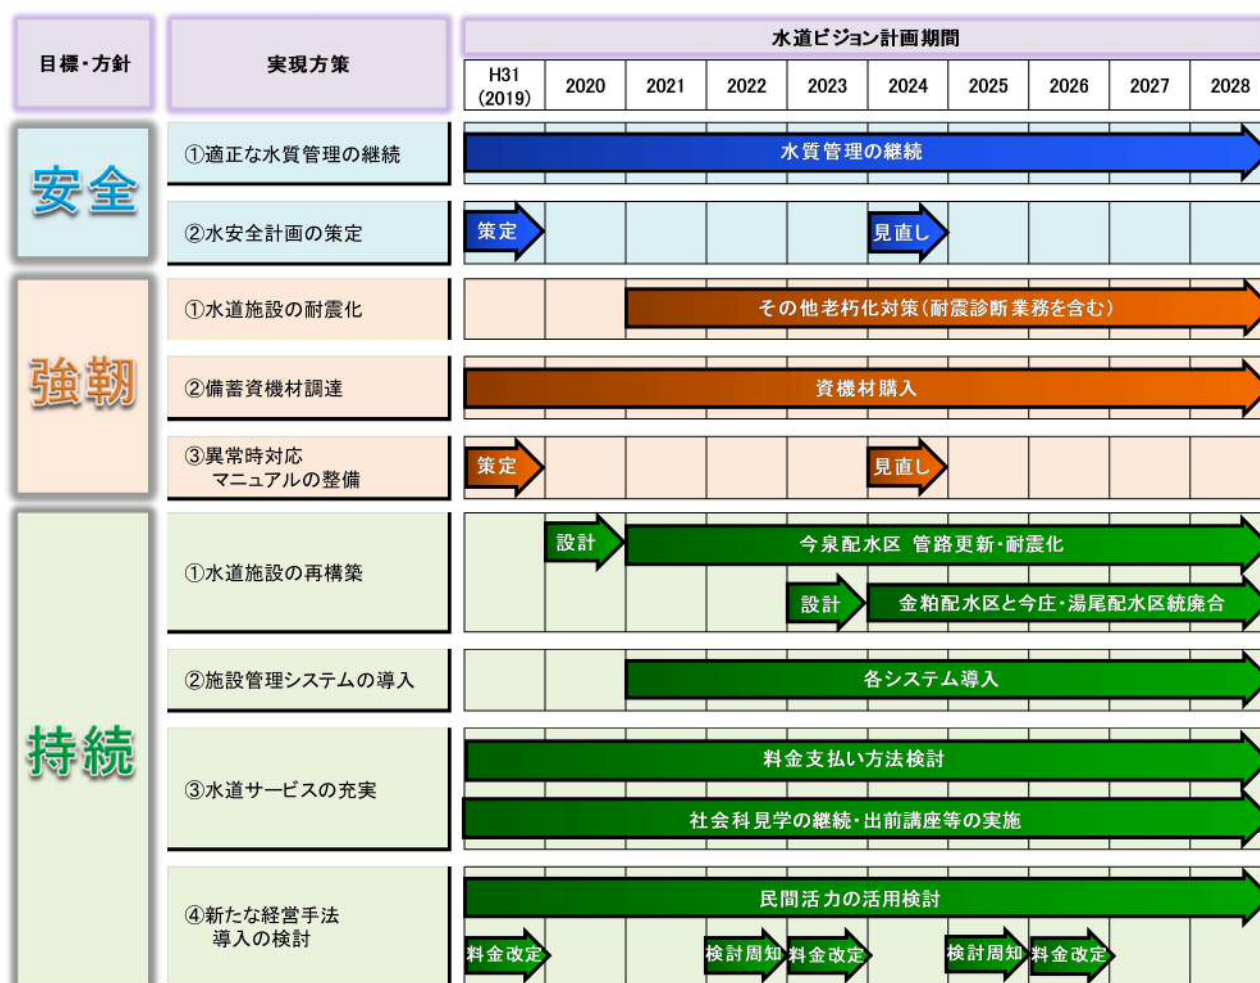 目標・方針
実現方策
水道ビジョン計画期間
H31
(2019)
2020
2021
2022
2023
2024
2025
2026
2027
2028
安全
①適正な水質管理の継続
水質管理の継続
②水安全計画の策定
策定
見直し
強靭
①水道施設の耐震化
その他老朽化対策(耐震診断業務を含む)
②備蓄資機材調達
資機材購入
③異常時対応
マニュアルの整備
策定
見直し
持続
①水道施設の再構築
設計
今泉配水区 管路更新・耐震化
設計
金粕配水区と今庄・湯尾配水区統廃合
②施設管理システムの導入
各システム導入
③水道サービスの充実
料金支払い方法検討
社会科見学の継続・出前講座等の実施
④新たな経営手法
導入の検討
民間活力の活用検討
料金改定
検討周知
料金改定
検討周知
料金改定